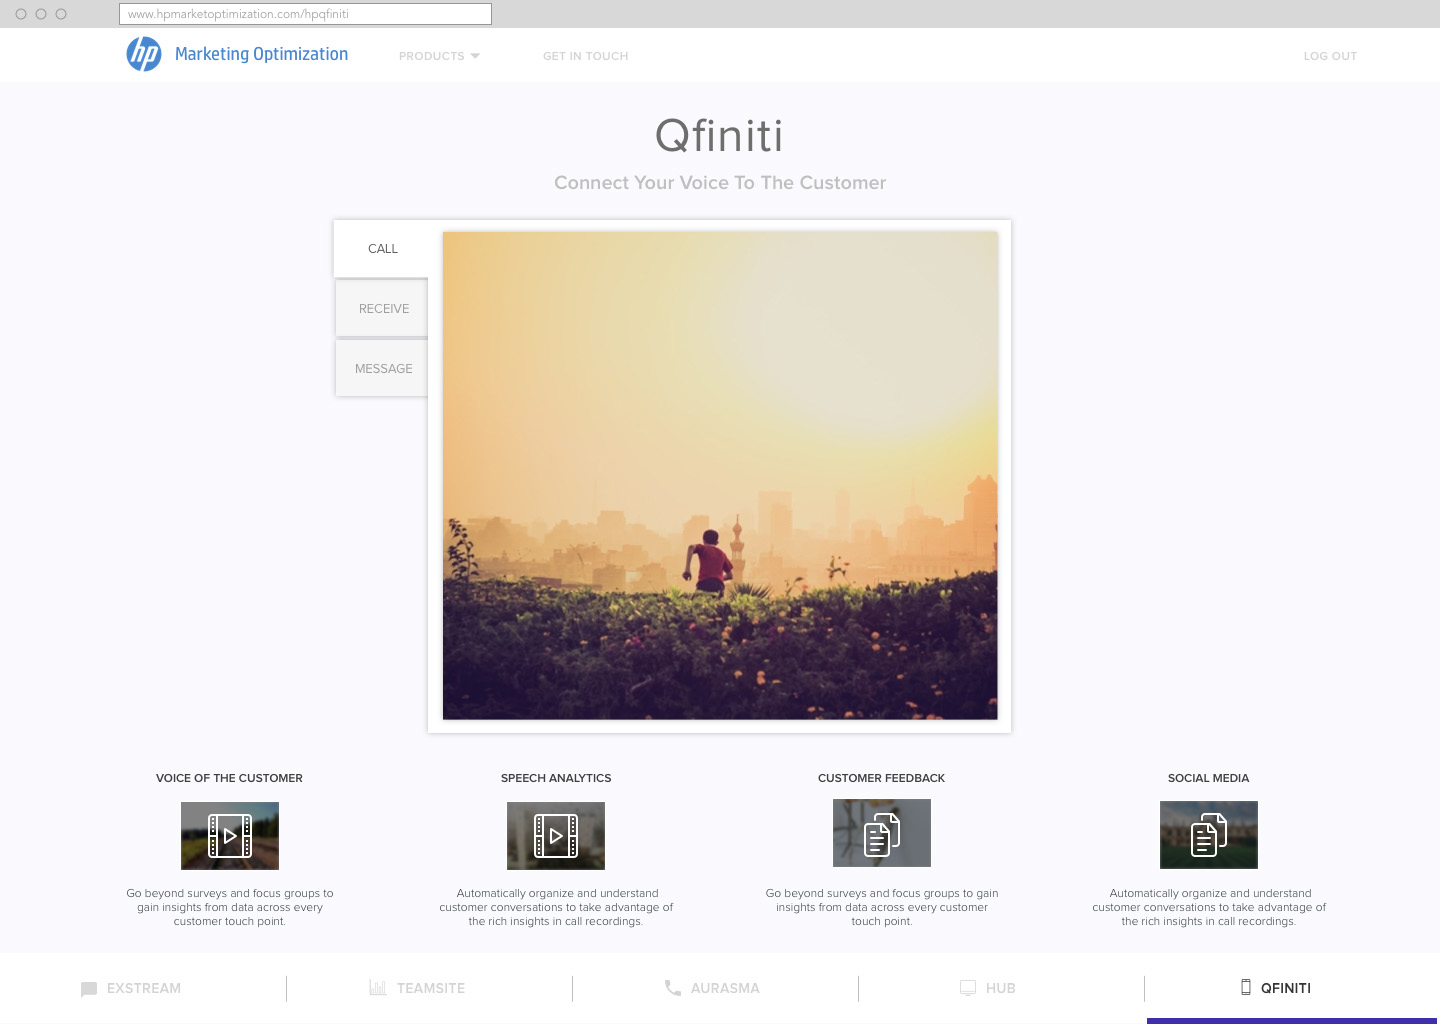 www.hpmarketoptimization.com/hpqfiniti
hp Marketing Optimization
PRODUCTS
GET IN TOUCH
LOG OUT
Qfiniti
Connect Your Voice To The Customer
CALL
RECEIVE
MESSAGE
VOICE OF THE CUSTOMER
Go beyond surveys and focus groups to
gain insights from data across every
customer touch point.
SPEECH ANALYTICS
Automatically organize and understand
customer conversations to take advantage of
the rich insights in call recordings.
CUSTOMER FEEDBACK
Go beyond surveys and focus groups to gain
insights from data across every customer
touch point.
SOCIAL MEDIA
Automatically organize and understand
customer conversations to take advantage of
the rich insights in call recordings.
EXSTREAM
TEAMSITE
AURASMA
HUB
QFINITI